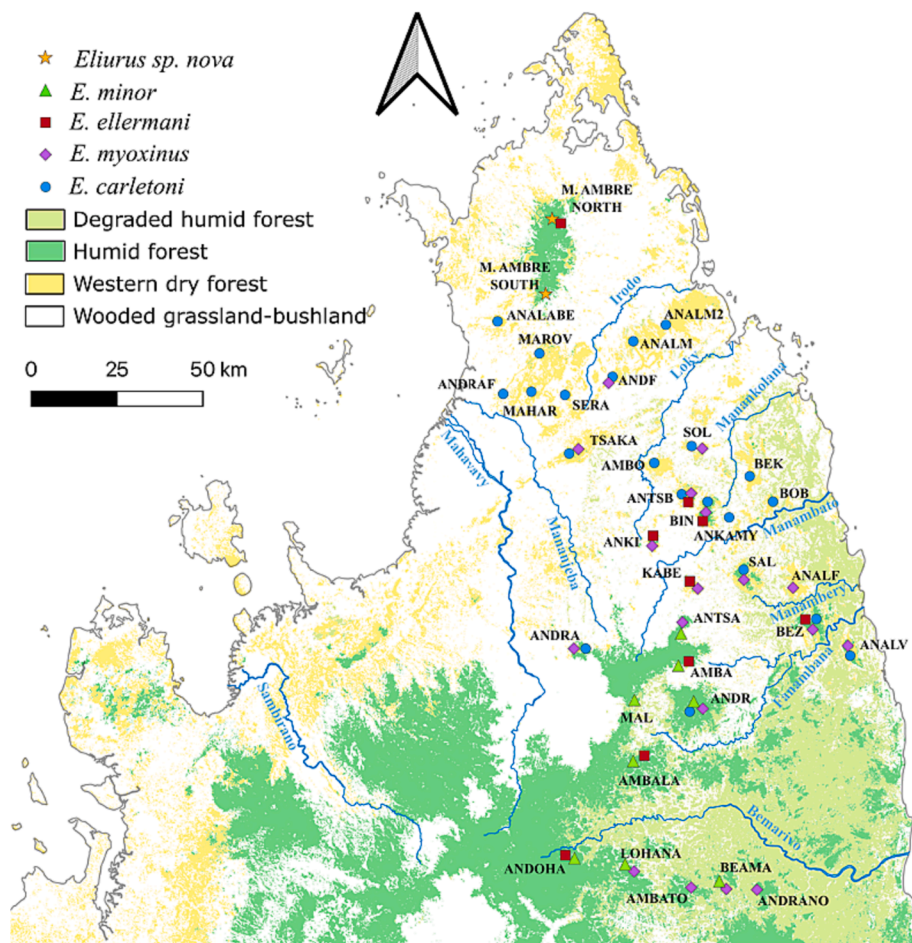 Eliurus sp. nova
E. minor
E. ellermani
E. myoxinus
E. carletoni
Degraded humid forest
Humid forest
Western dry forest
Wooded grassland-bushland
0 25 50 km
M. AMBRE
NORTH
M. AMBRE
SOUTH
Irodo
ANALABE
ANALM2
MAROV
ANALM
Loky
ANDRAF
ANDF
MAHAR
SERA
Manankolana
Mahavavy
TSAKA
SOL
AMBO
BEK
ANTSB
BOB
BIN
ANKAMY
Manambato
Mananjeba
ANKI
SAL
KABE
ANALF
Manambery
ANTSA
BEZ
ANDRA
ANALV
AMBA
Fanambana
Sambirano
ANDR
MAL
AMBALA
Bemarivo
ANDOHA
LOHANA
BEAMA
AMBATO
ANDRANO